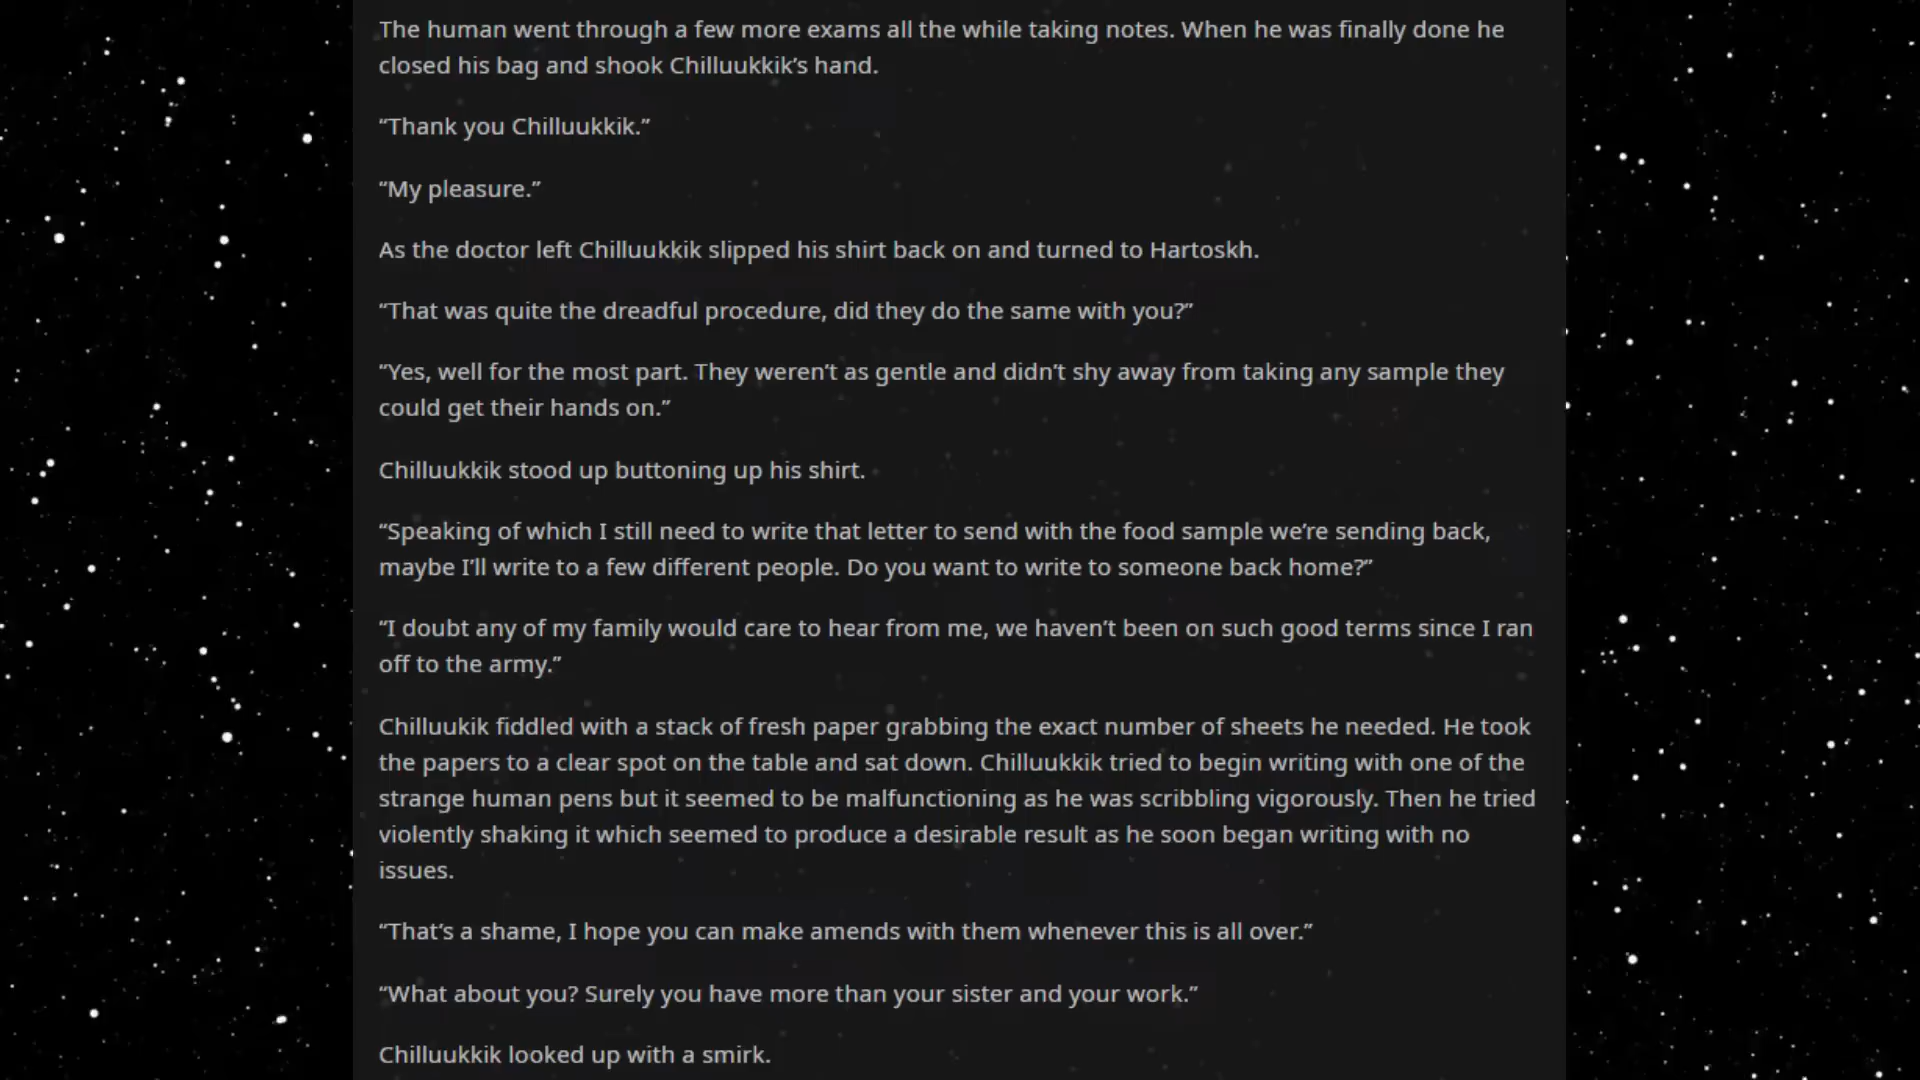 The human went through a few more exams all the while taking notes. When he was finally done he
closed his bag and shook Chilluukkik’s hand.
“Thank you Chilluukkik.”
“My pleasure.”
As the doctor left Chilluukkik slipped his shirt back on and turned to Hartoskh.
“That was quite the dreadful procedure, did they do the same with you?”
“Yes, well for the most part. They weren’t as gentle and didn’t shy away from taking any sample they
could get their hands on.”
Chilluukkik stood up buttoning up his shirt.
“Speaking of which I still need to write that letter to send with the food sample we’re sending back,
maybe I’ll write to a few different people. Do you want to write to someone back home?”
“I doubt any of my family would care to hear from me, we haven’t been on such good terms since I ran
off to the army.”
Chilluukik fiddled with a stack of fresh paper grabbing the exact number of sheets he needed. He took
the papers to a clear spot on the table and sat down. Chilluukkik tried to begin writing with one of the
strange human pens but it seemed to be malfunctioning as he was scribbling vigorously. Then he tried
violently shaking it which seemed to produce a desirable result as he soon began writing with no
issues.
“That’s a shame, I hope you can make amends with them whenever this is all over.”
“What about you? Surely you have more than your sister and your work.”
Chilluukkik looked up with a smirk.